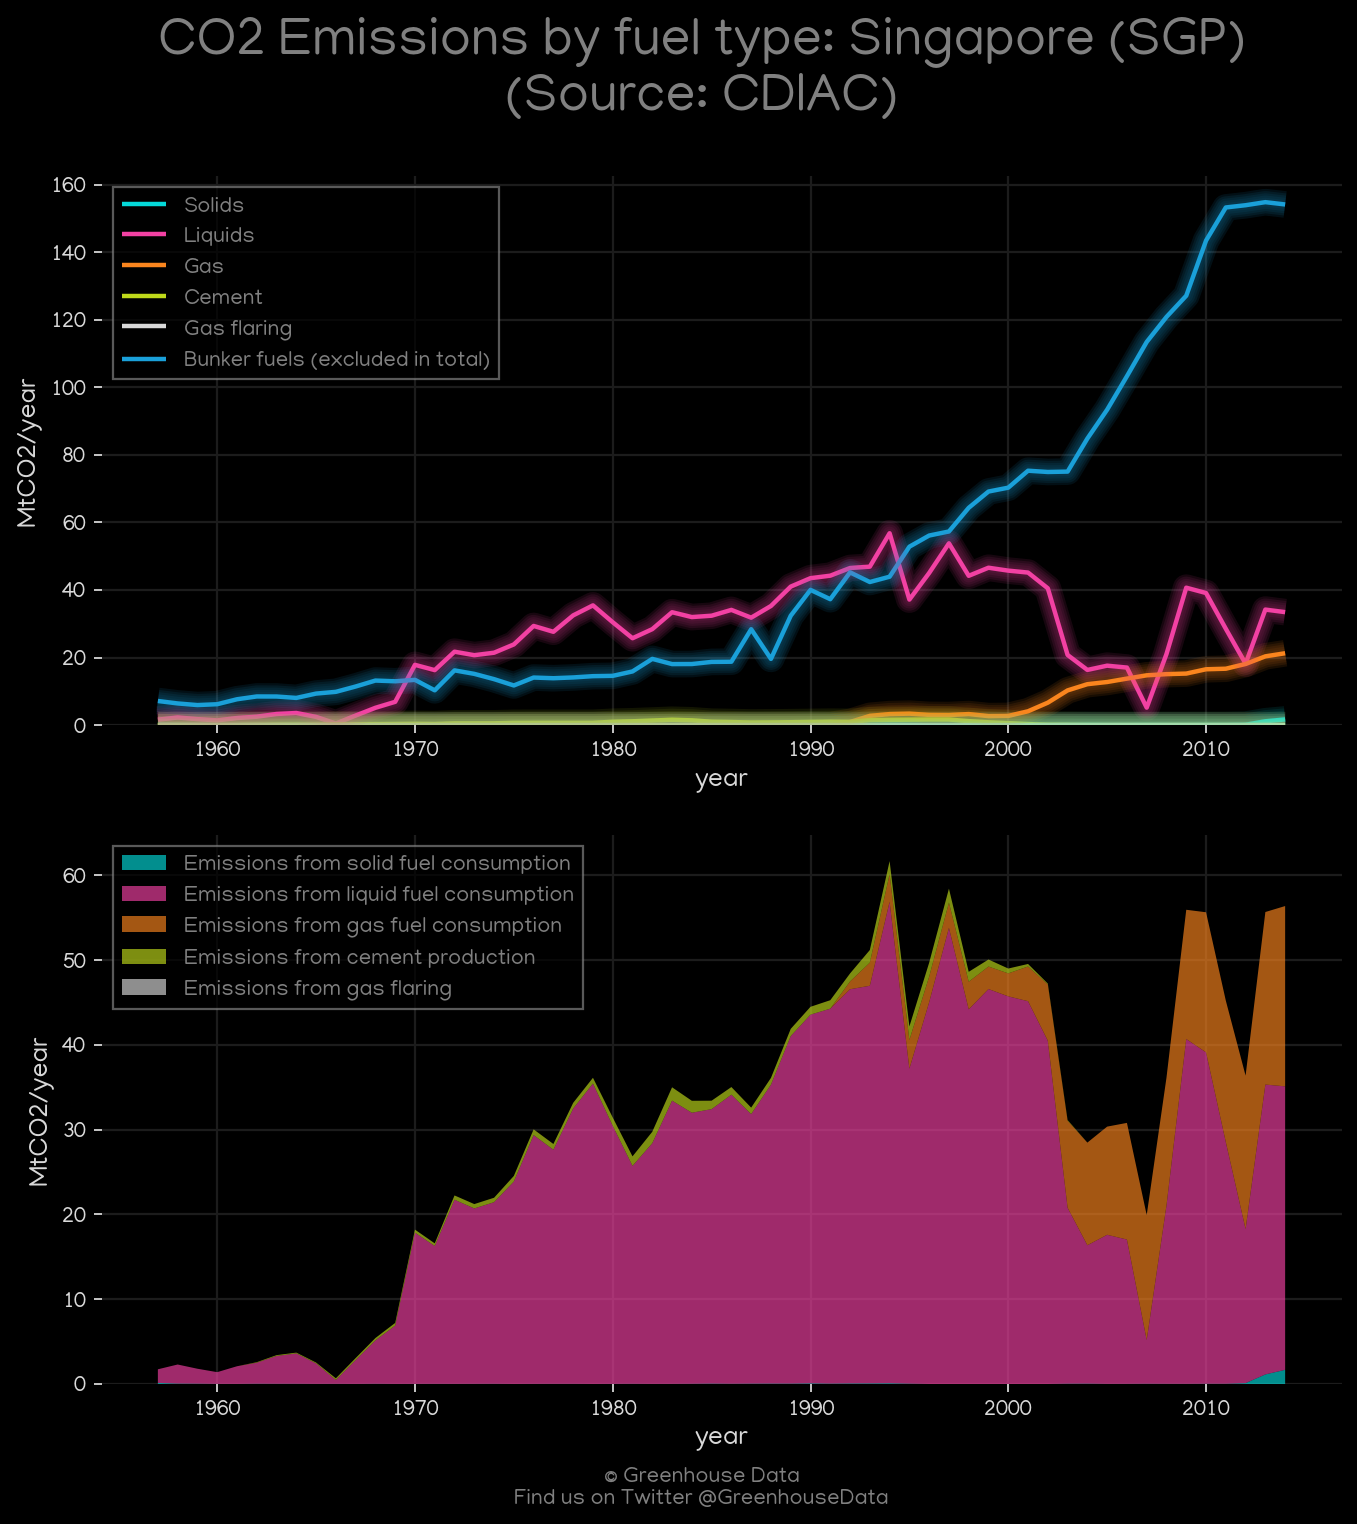 CO2 Emissions by fuel type: Singapore (SGP)
(Source: CDIAC)
160
140
120
100
80
60
40
20
0
MtCO2/year
Solids
Liquids
Gas
Cement
Gas flaring
Bunker fuels (excluded in total)
1960 1970 1980 1990 2000 2010
year
60
50
40
30
20
10
0
MtCO2/year
Emissions from solid fuel consumption
Emissions from liquid fuel consumption
Emissions from gas fuel consumption
Emissions from cement production
Emissions from gas flaring
1960 1970 1980 1990 2000 2010
year
© Greenhouse Data
Find us on Twitter @GreenhouseData